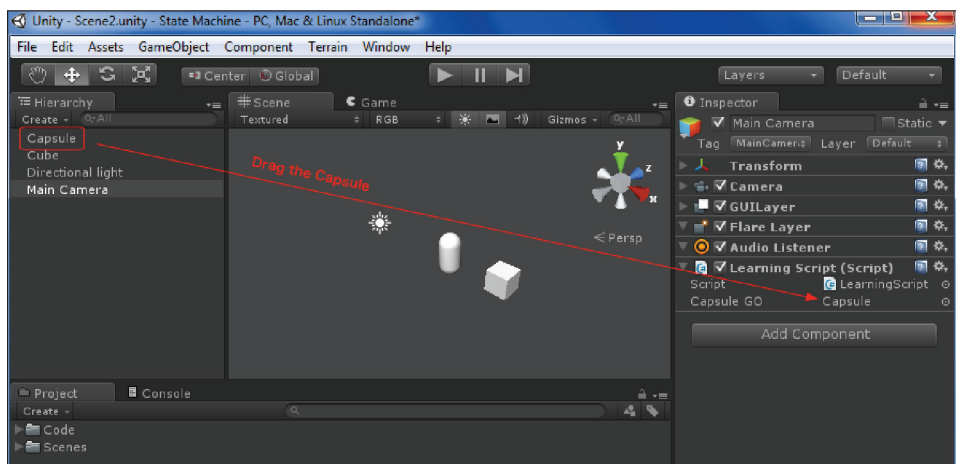 Unity - Scene2.unity - State Machine - PC, Mac & Linux Standalone*
File Edit Assets GameObject Component Terrain Window Help
Center Global
Layers Default
Hierarchy
Create All
Capsule
Cube
Directional light
Main Camera
Scene Game
Textured RGB Gizmos All
Drag the Capsule
y
z
x
Persp
Inspector
Main Camera Static
Tag MainCamer Layer Default
Transform
Camera
GUILayer
Flare Layer
Audio Listener
Learning Script (Script)
Script LearningScript
Capsule GO Capsule
Add Component
Project Console
Create
Code
Scenes